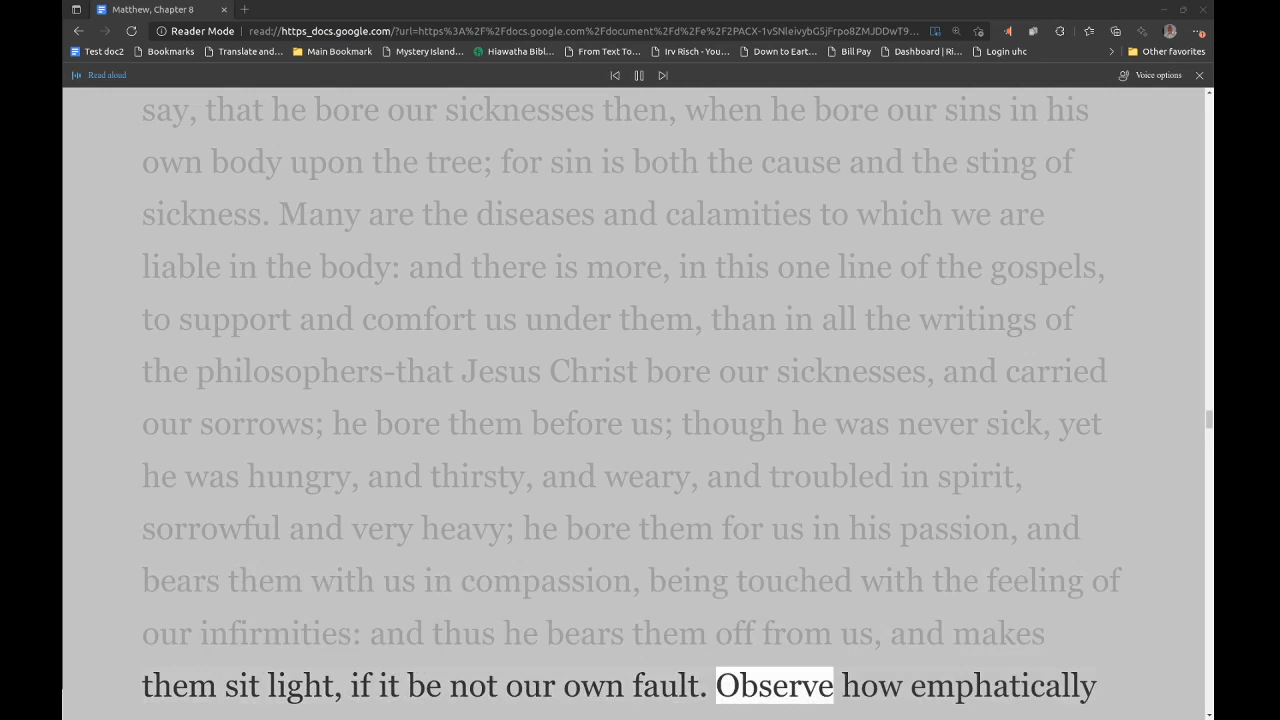 Matthew, Chapter 8
Reader Mode read://https_docs.google.com/?url=https%3A%2F%2Fdocs.google.com%2Fdocument%2Fd%2Fe%2F2PACX-1vSNleivybG5jFrpo8ZMJDDwT9...
Test doc2 Bookmarks Translate and... Main Bookmark Mystery Island... Hiawatha Bibl... From Text To... Irv Risch - You... Down to Eart... Bill Pay Dashboard | Ri... Login uhc Other favorites
Read aloud Voice options
say, that he bore our sicknesses then, when he bore our sins in his
own body upon the tree; for sin is both the cause and the sting of
sickness. Many are the diseases and calamities to which we are
liable in the body: and there is more, in this one line of the gospels,
to support and comfort us under them, than in all the writings of
the philosophers-that Jesus Christ bore our sicknesses, and carried
our sorrows; he bore them before us; though he was never sick, yet
he was hungry, and thirsty, and weary, and troubled in spirit,
sorrowful and very heavy; he bore them for us in his passion, and
bears them with us in compassion, being touched with the feeling of
our infirmities: and thus he bears them off from us, and makes
them sit light, if it be not our own fault. Observe how emphatically